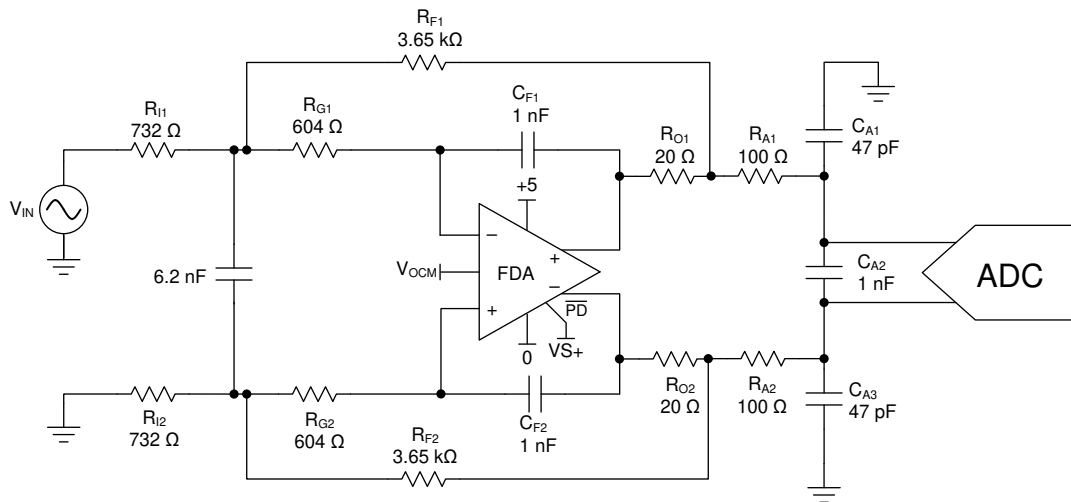 RF1
3.65 kΩ
CF1
1 nF
RI1
732 Ω
RG1
604 Ω
RO1
20 Ω
RA1
100 Ω
CA1
47 pF
VIN
+5
6.2 nF
VOCM
−
+
FDA
+
−
PD
0
VS+
CA2
1 nF
ADC
RI2
732 Ω
RG2
604 Ω
CF2
1 nF
RO2
20 Ω
RA2
100 Ω
CA3
47 pF
RF2
3.65 kΩ